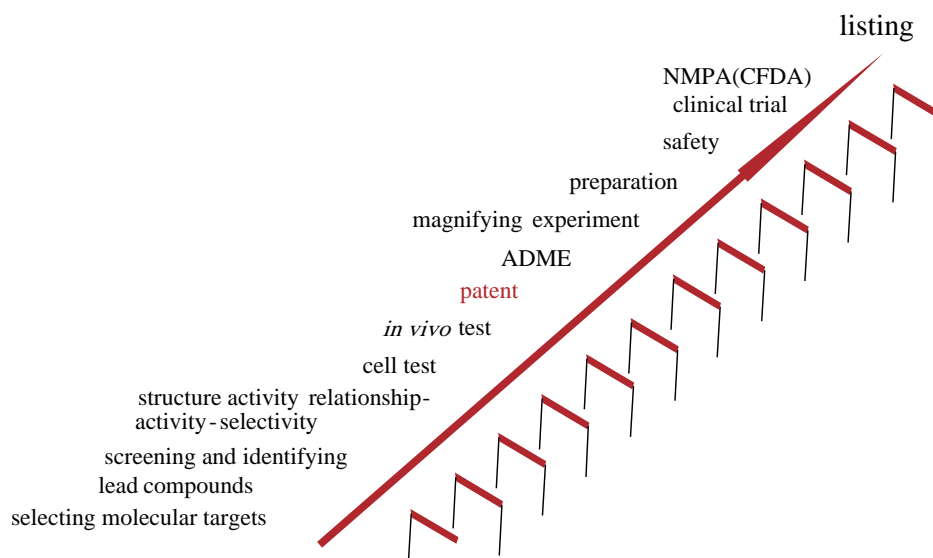 listing
NMPA(CFDA)
clinical trial
safety
preparation
magnifying experiment
ADME
patent
in vivo test
cell test
structure activity relationship-
activity-selectivity
screening and identifying
lead compounds
selecting molecular targets